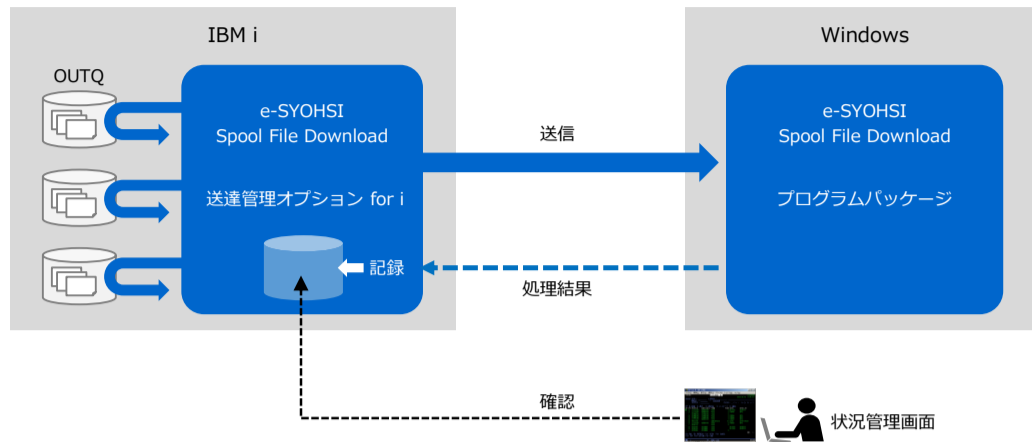 IBM i
Windows
OUTQ
e-SYOHSI
Spool File Download
送達管理オプション for i
記録
送信
処理結果
e-SYOHSI
Spool File Download
プログラムパッケージ
確認
状況管理画面